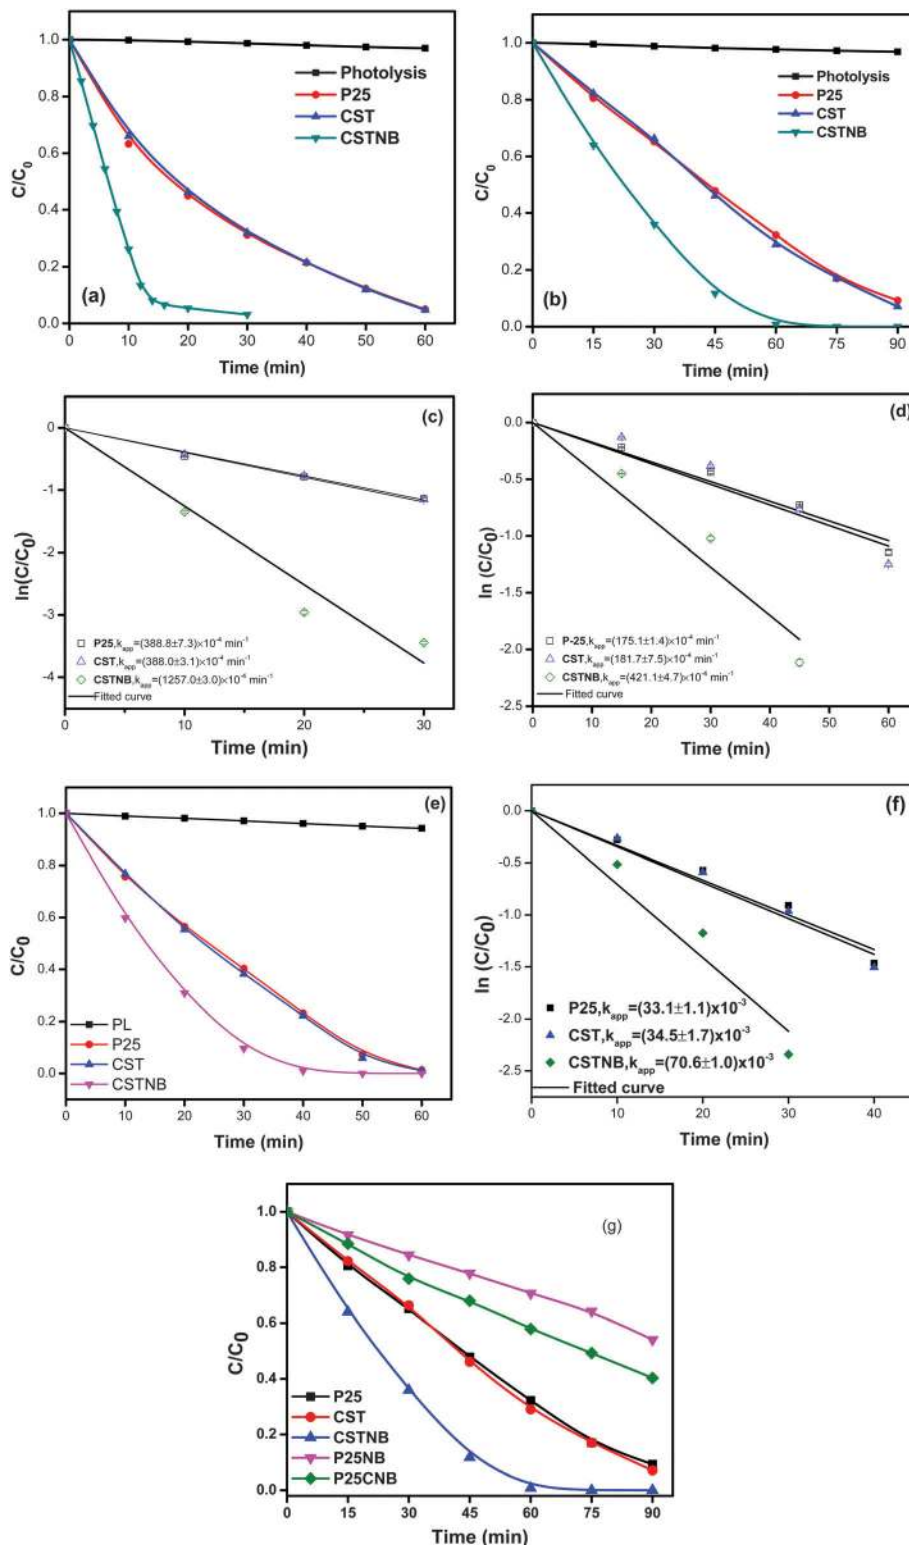 1.0
0.8
0.6
0.4
0.2
0.0
C/C₀
Photolysis
P25
CST
CSTNB
(a)
0 10 20 30 40 50 60
Time (min)
1.0
0.8
0.6
0.4
0.2
0.0
C/C₀
Photolysis
P25
CST
CSTNB
(b)
0 15 30 45 60 75 90
Time (min)
(c)
0
-1
-2
-3
-4
ln(C/C₀)
P25,kapp=(388.8±7.3)×10⁻⁴ min⁻¹
CST,kapp=(388.0±3.1)×10⁻⁴ min⁻¹
CSTNB,kapp=(1257.0±3.0)×10⁻⁴ min⁻¹
Fitted curve
0 10 20 30
Time (min)
(d)
0.0
-0.5
-1.0
-1.5
-2.0
-2.5
ln (C/C₀)
P-25,kapp=(175.1±1.4)×10⁻⁴ min⁻¹
CST,kapp=(181.7±7.5)×10⁻⁴ min⁻¹
CSTNB,kapp=(421.1±4.7)×10⁻⁴ min⁻¹
Fitted curve
0 10 20 30 40 50 60
Time (min)
(e)
1.0
0.8
0.6
0.4
0.2
0.0
C/C₀
PL
P25
CST
CSTNB
0 10 20 30 40 50 60
Time (min)
(f)
0.0
-0.5
-1.0
-1.5
-2.0
-2.5
ln (C/C₀)
P25,kapp=(33.1±1.1)x10⁻³
CST,kapp=(34.5±1.7)x10⁻³
CSTNB,kapp=(70.6±1.0)x10⁻³
Fitted curve
0 10 20 30 40
Time (min)
(g)
1.0
0.8
0.6
0.4
0.2
0.0
C/C₀
P25
CST
CSTNB
P25NB
P25CNB
0 15 30 45 60 75 90
Time (min)